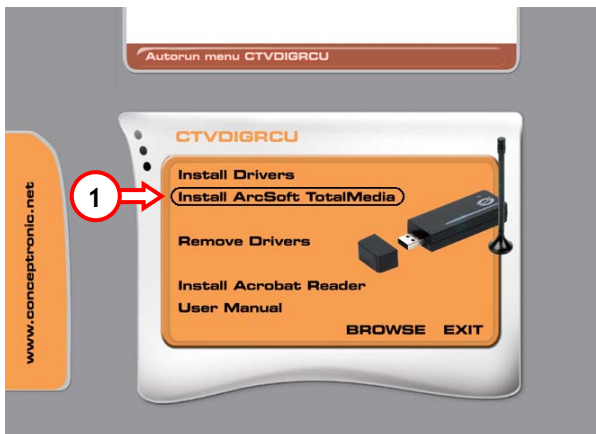 Autorun menu CTVDIGRCU
CTVDIGRCU
Install Drivers
1
Install ArcSoft TotalMedia
Remove Drivers
Install Acrobat Reader
User Manual
BROWSE EXIT
www.conceptronic.net